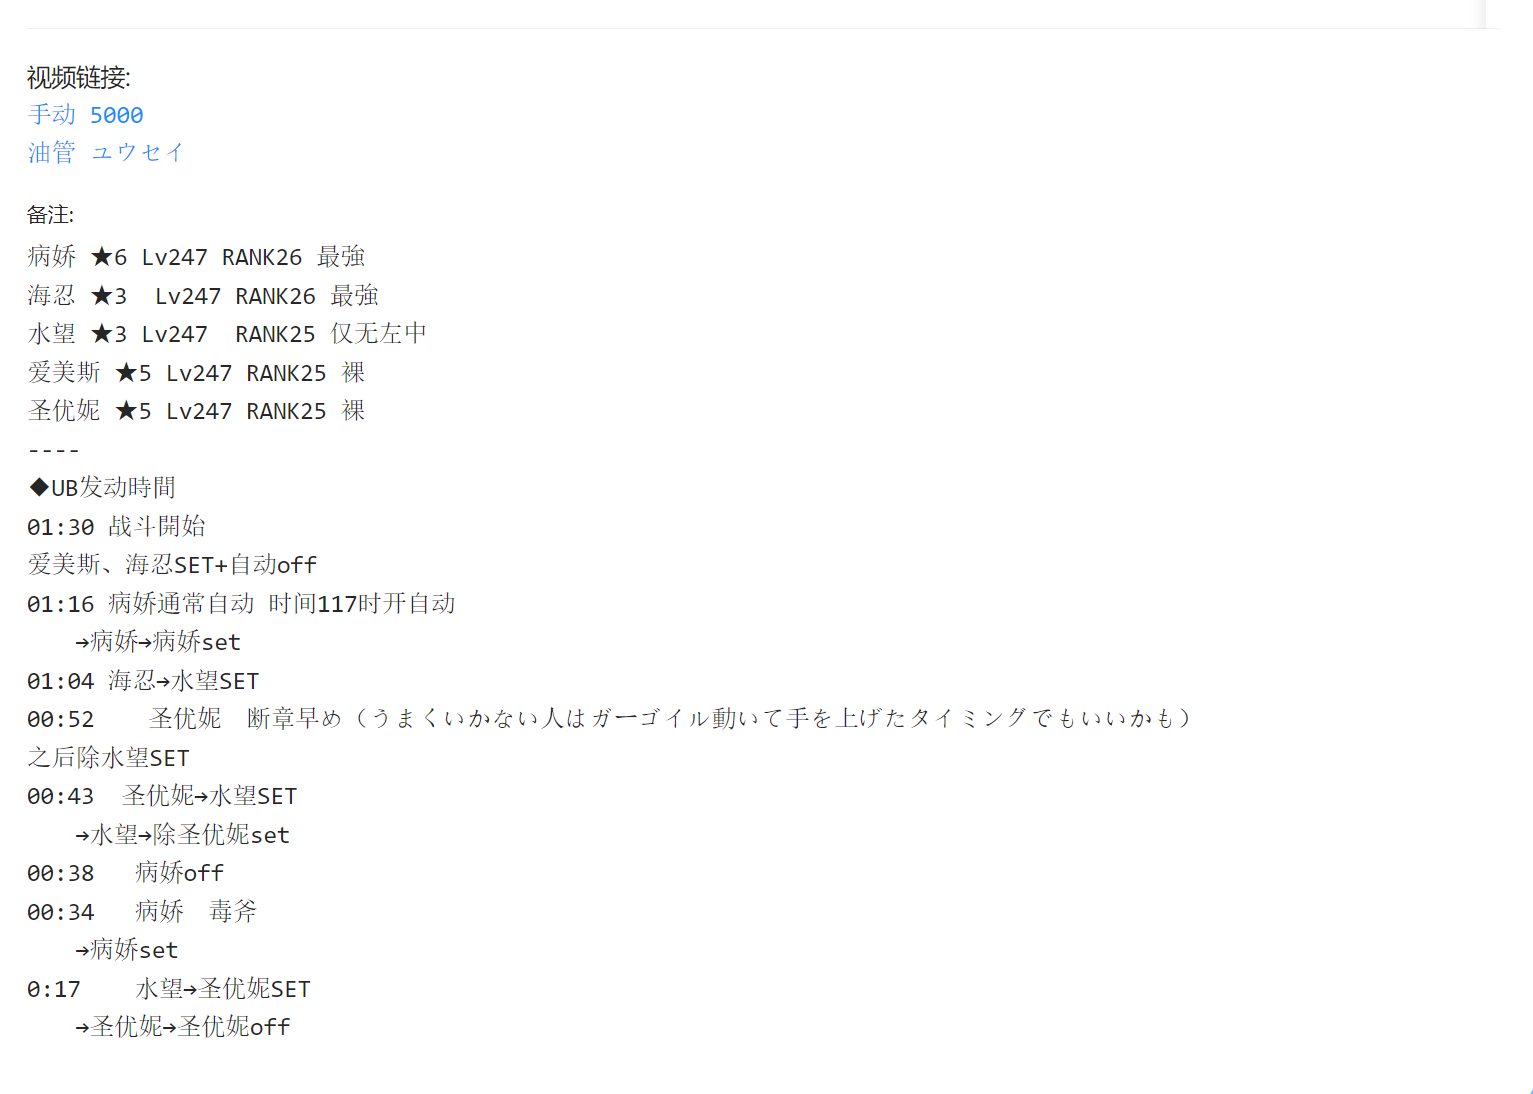 视频链接:
手动 5000
油管 ユウセイ
备注:
病娇 ★6 Lv247 RANK26 最強
海忍 ★3  Lv247 RANK26 最強
水望 ★3 Lv247  RANK25 仅无左中
爱美斯 ★5 Lv247 RANK25 裸
圣优妮 ★5 Lv247 RANK25 裸
----
◆UB发动時間
01:30 战斗開始
爱美斯、海忍SET+自动off
01:16 病娇通常自动 时间117时开自动
　　→病娇→病娇set
01:04 海忍→水望SET
00:52    圣优妮　断章早め（うまくいかない人はガーゴイル動いて手を上げたタイミングでもいいかも）
之后除水望SET
00:43  圣优妮→水望SET
　　→水望→除圣优妮set
00:38   病娇off
00:34   病娇　毒斧
　　→病娇set
0:17    水望→圣优妮SET
　　→圣优妮→圣优妮off